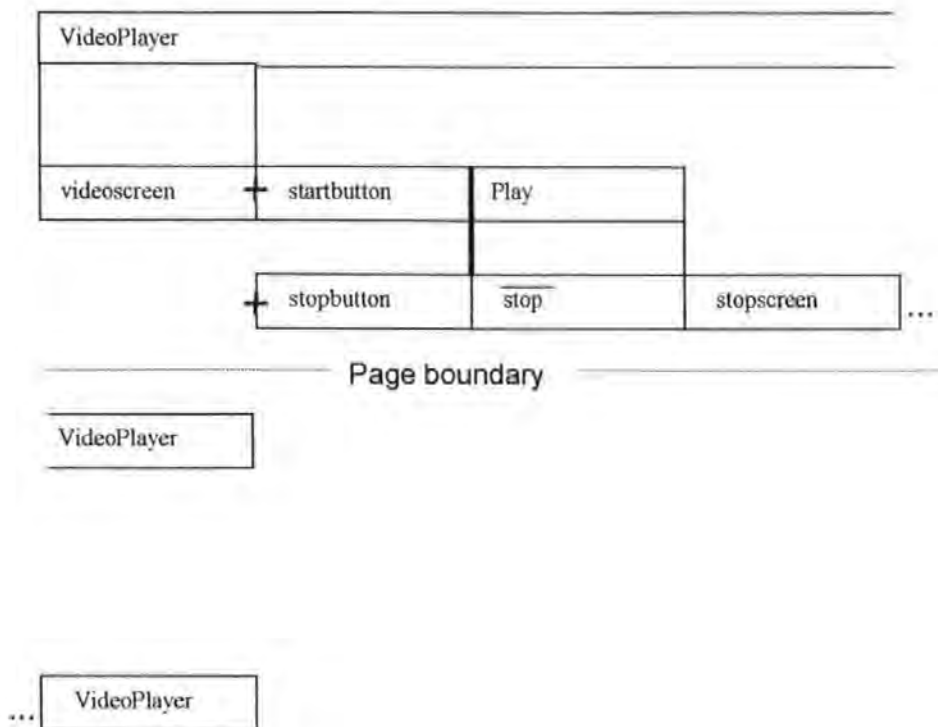 VideoPlayer
videoscreen + startbutton Play
+ stopbutton stop stopscreen ...
Page boundary
VideoPlayer
... VideoPlayer